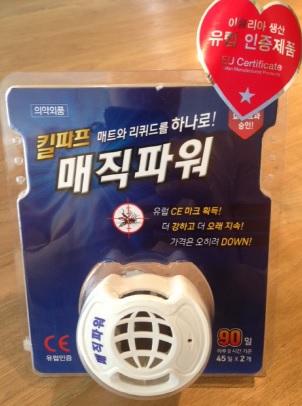 이탈리아 생산
유럽 인증제품
EU Certificate
의약외품
승인!
킬파프 매트와 리퀴드를 하나로!
매직파워
유럽 CE 마크 획득!
더 강하고 더 오래 지속!
가격은 오히려 DOWN!
CE
유럽인증
매직파워
90일
45일 x 2개